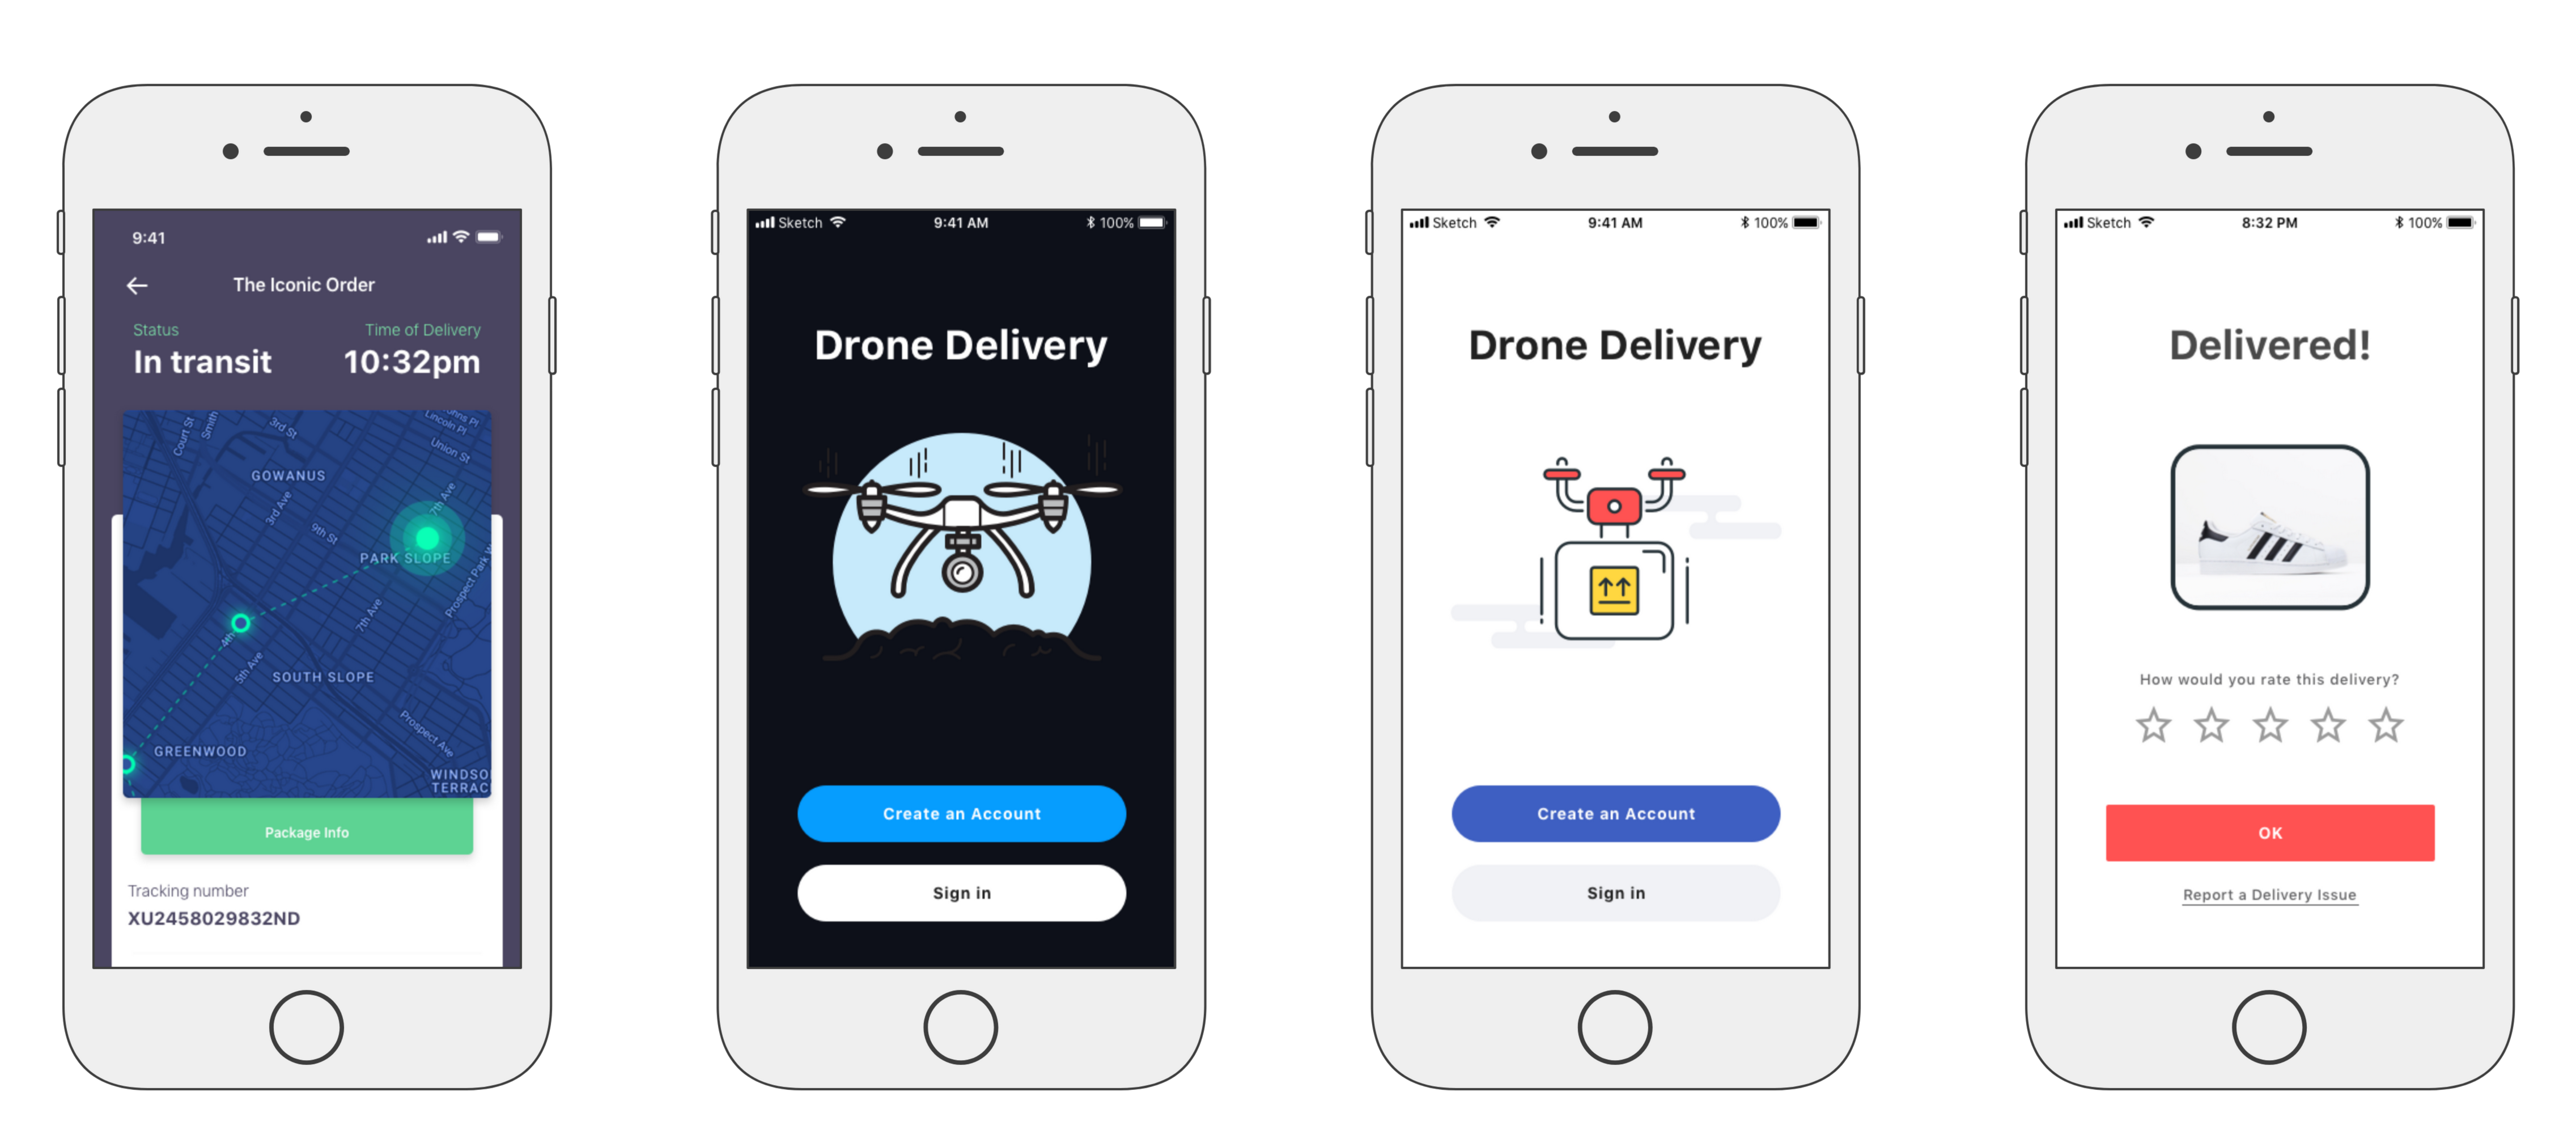 9:41
The Iconic Order
Status
Time of Delivery
In transit
10:32pm
Court St
Smith
3rd St
Lincoln Pl
Union St
GOWANUS
3rd Ave
9th St
7th Ave
PARK SLOPE
Prospect Park W
4th
7th Ave
5th Ave
SOUTH SLOPE
Prospect Ave
GREENWOOD
WINDSO
TERRAC
Package Info
Tracking number
XU2458029832ND
Sketch 9:41 AM 100%
Drone Delivery
Create an Account
Sign in
Sketch 9:41 AM 100%
Drone Delivery
Create an Account
Sign in
Sketch 8:32 PM 100%
Delivered!
How would you rate this delivery?
OK
Report a Delivery Issue